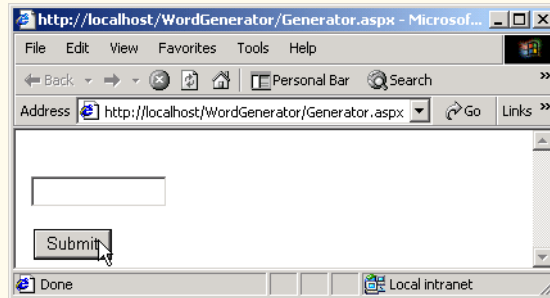 http://localhost/WordGenerator/Generator.aspx - Microsof...
File Edit View Favorites Tools Help
Back Personal Bar Search »
Address http://localhost/WordGenerator/Generator.aspx Go Links »
Submit
Done Local intranet